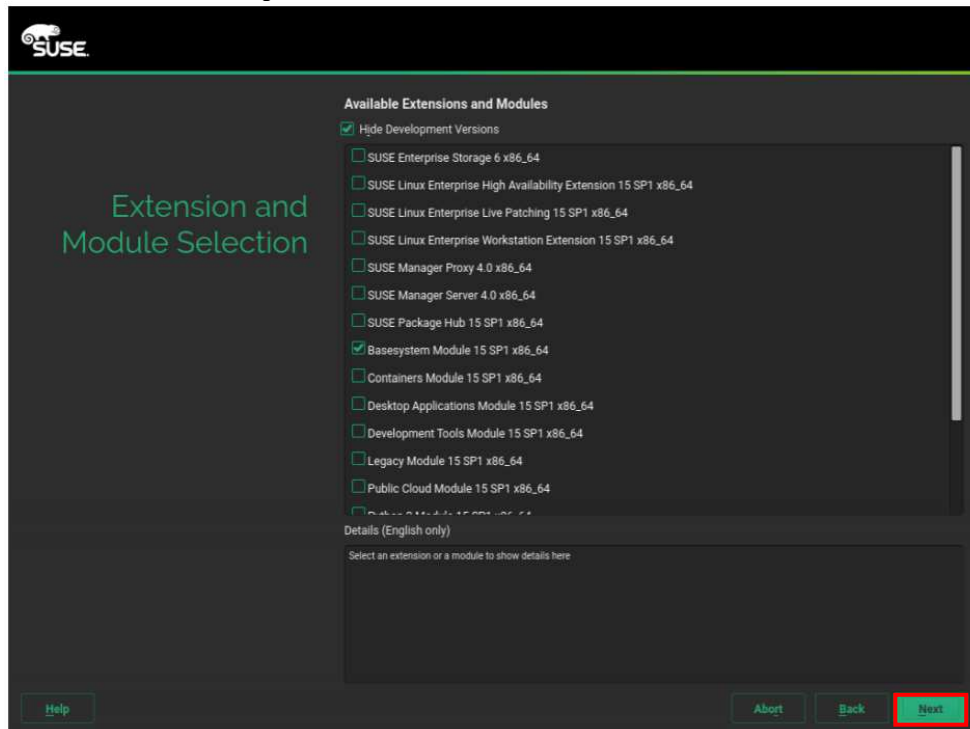 SUSE.
Extension and
Module Selection
Available Extensions and Modules
Hide Development Versions
SUSE Enterprise Storage 6 x86_64
SUSE Linux Enterprise High Availability Extension 15 SP1 x86_64
SUSE Linux Enterprise Live Patching 15 SP1 x86_64
SUSE Linux Enterprise Workstation Extension 15 SP1 x86_64
SUSE Manager Proxy 4.0 x86_64
SUSE Manager Server 4.0 x86_64
SUSE Package Hub 15 SP1 x86_64
Basesystem Module 15 SP1 x86_64
Containers Module 15 SP1 x86_64
Desktop Applications Module 15 SP1 x86_64
Development Tools Module 15 SP1 x86_64
Legacy Module 15 SP1 x86_64
Public Cloud Module 15 SP1 x86_64
Details (English only)
Select an extension or a module to show details here
Help
Abort
Back
Next